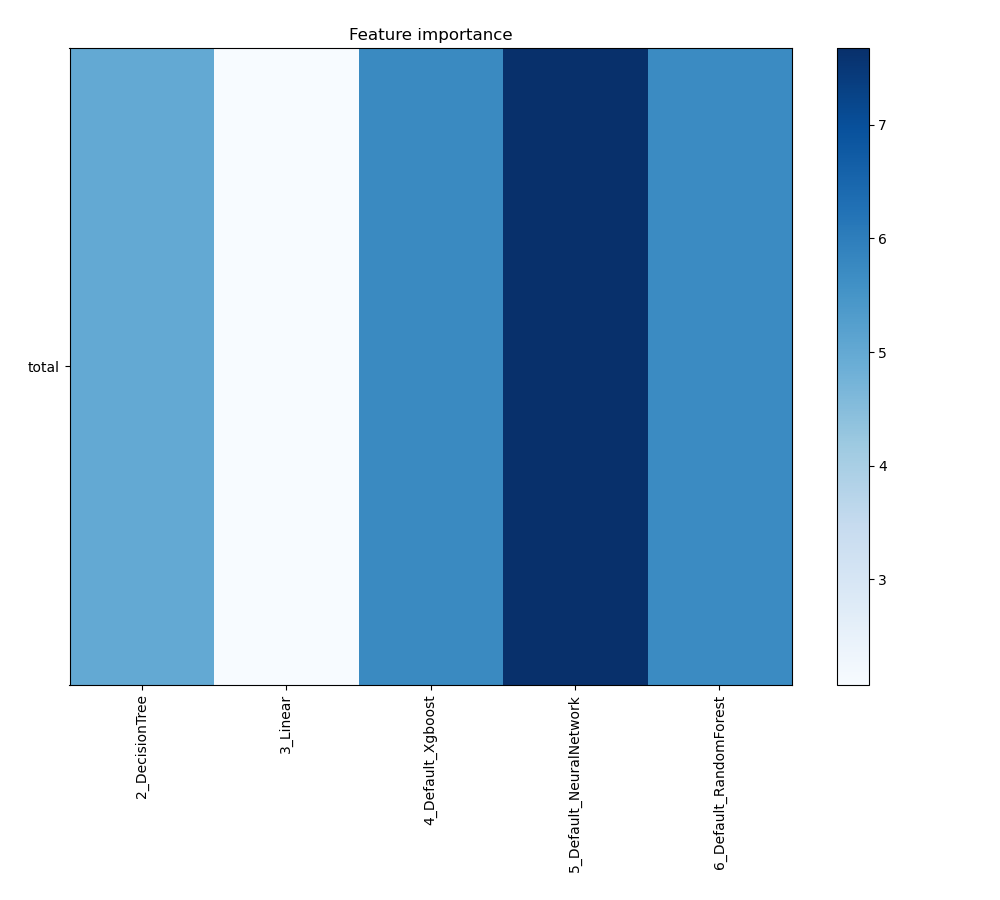 Feature importance
total
7
6
5
4
3
2_DecisionTree
3_Linear
4_Default_Xgboost
5_Default_NeuralNetwork
6_Default_RandomForest